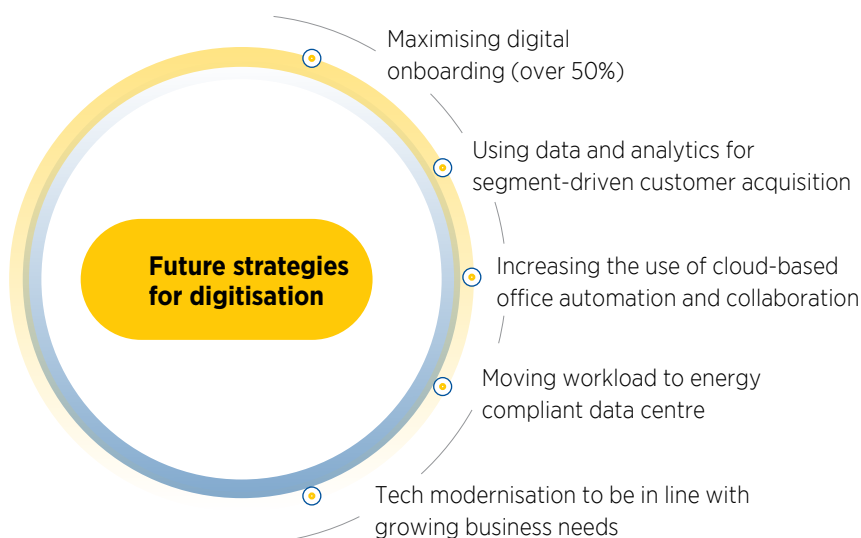 Maximising digital
onboarding (over 50%)
Using data and analytics for
segment-driven customer acquisition
Future strategies
for digitisation
Increasing the use of cloud-based
office automation and collaboration
Moving workload to energy
compliant data centre
Tech modernisation to be in line with
growing business needs